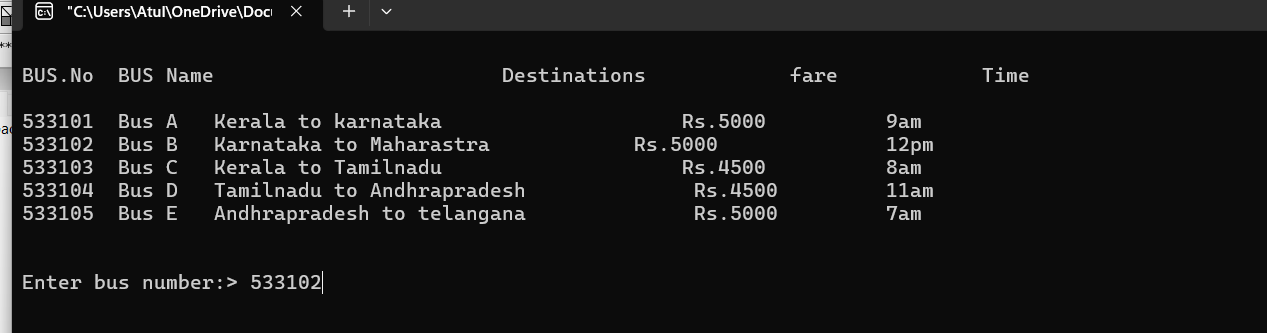 "C:\Users\Atul\OneDrive\Docu
BUS.No BUS Name Destinations fare Time
533101 Bus A Kerala to karnataka Rs.5000 9am
533102 Bus B Karnataka to Maharastra Rs.5000 12pm
533103 Bus C Kerala to Tamilnadu Rs.4500 8am
533104 Bus D Tamilnadu to Andhrapradesh Rs.4500 11am
533105 Bus E Andhrapradesh to telangana Rs.5000 7am
Enter bus number:> 533102